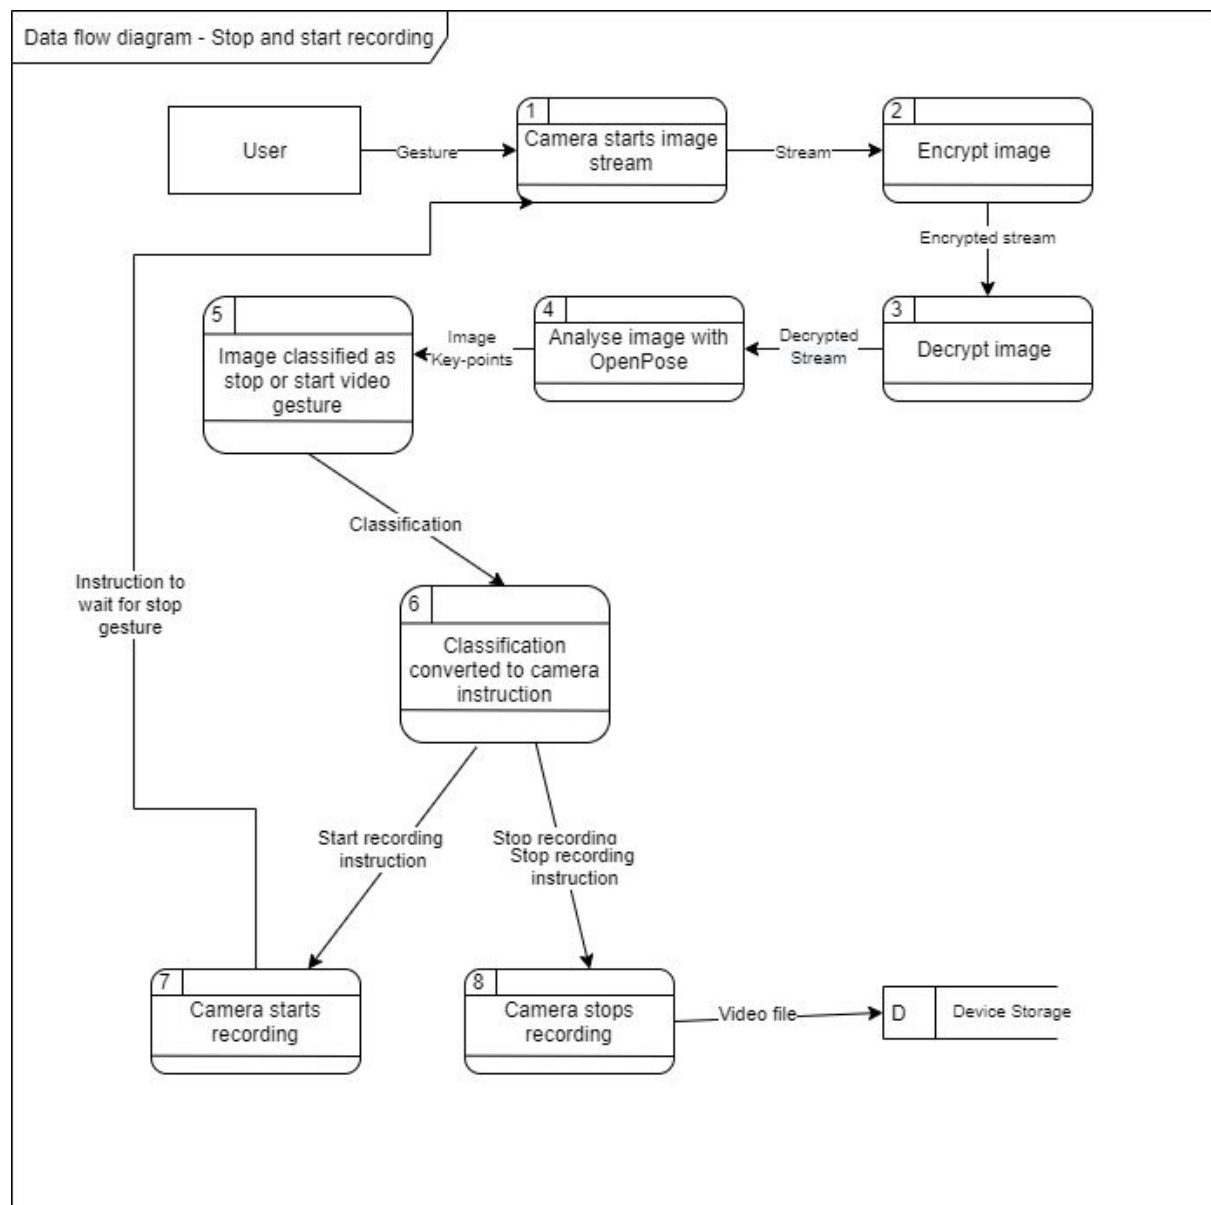 Data flow diagram - Stop and start recording
User
Gesture
1
Camera starts image
stream
Stream
2
Encrypt image
Encrypted stream
3
Decrypt image
Decrypted
Stream
4
Analyse image with
OpenPose
Image
Key-points
5
Image classified as
stop or start video
gesture
Classification
6
Classification
converted to camera
instruction
Instruction to
wait for stop
gesture
Start recording
instruction
Stop recording
Stop recording
instruction
7
Camera starts
recording
8
Camera stops
recording
Video file
D
Device Storage